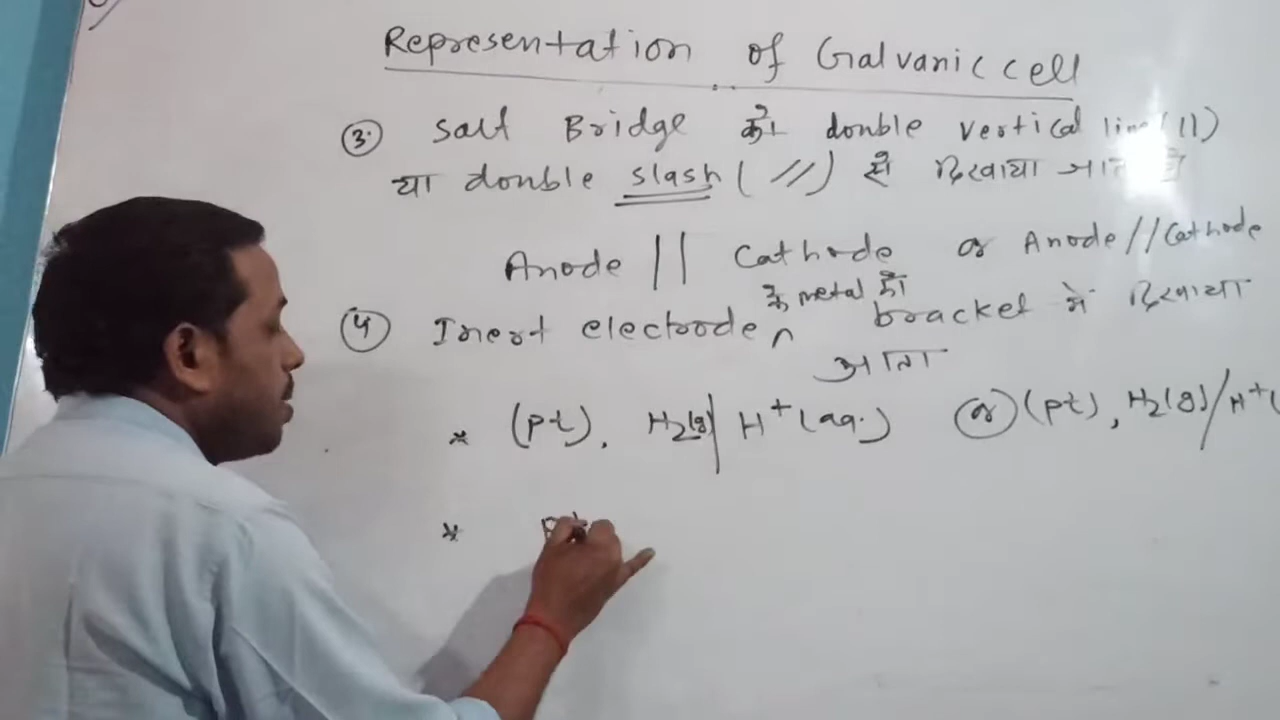 Representation of Galvanic cell
③ Salt Bridge को double vertical line (||)
या double slash ( // ) से दिखाया जाता है
Anode || Cathode or Anode // Cathode
④ Inert electrode के metal को bracket में दिखाया
जाता
* (pt), H₂(g) | H⁺(aq.) or (pt), H₂(g) / H⁺(
*